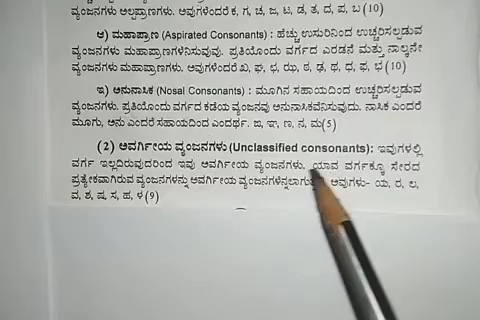 ವ್ಯಂಜನಗಳು ಅಲ್ಪಪ್ರಾಣಗಳು. ಅವುಗಳೆಂದರೆ ಕ, ಗ, ಚ, ಜ, ಟ, ಡ, ತ, ದ, ಪ, ಬ (10)
ಆ) ಮಹಾಪ್ರಾಣ (Aspirated Consonants) : ಹೆಚ್ಚು ಉಸುರಿನಿಂದ ಉಚ್ಚರಿಸಲ್ಪಡುವ
ವ್ಯಂಜನಗಳು ಮಹಾಪ್ರಾಣಗಳೆನಿಸುವುವು. ಪ್ರತಿಯೊಂದು ವರ್ಗದ ಎರಡನೆ ಮತ್ತು ನಾಲ್ಕನೇ
ವ್ಯಂಜನಗಳು ಮಹಾಪ್ರಾಣಗಳು. ಅವುಗಳೆಂದರೆ ಖ, ಘ, ಛ, ಝ, ಠ, ಢ, ಥ, ಧ, ಫ, ಭ (10)
ಇ) ಅನುನಾಸಿಕ (Nosal Consonants) : ಮೂಗಿನ ಸಹಾಯದಿಂದ ಉಚ್ಚರಿಸಲ್ಪಡುವ
ವ್ಯಂಜನಗಳು. ಪ್ರತಿಯೊಂದು ವರ್ಗದ ಕಡೆಯ ವ್ಯಂಜನವು ಅನುನಾಸಿಕವೆನಿಸುವುದು. ನಾಸಿಕ ಎಂದರೆ
ಮೂಗು, ಅನು ಎಂದರೆ ಸಹಾಯದಿಂದ ಎಂದರ್ಥ. ಙ, ಞ, ಣ, ನ, ಮ(5)
(2) ಅವರ್ಗೀಯ ವ್ಯಂಜನಗಳು (Unclassified consonants): ಇವುಗಳಲ್ಲಿ
ವರ್ಗ ಇಲ್ಲದಿರುವುದರಿಂದ ಇವು ಅವರ್ಗೀಯ ವ್ಯಂಜನಗಳು. ಯಾವ ವರ್ಗಕ್ಕೂ ಸೇರದ
ಪ್ರತ್ಯೇಕವಾಗಿರುವ ವ್ಯಂಜನಗಳನ್ನು ಅವರ್ಗೀಯ ವ್ಯಂಜನಗಳೆನ್ನಲಾಗು ಅವುಗಳು- ಯ, ರ, ಲ,
ವ, ಶ, ಷ, ಸ, ಹ, ಳ (9)